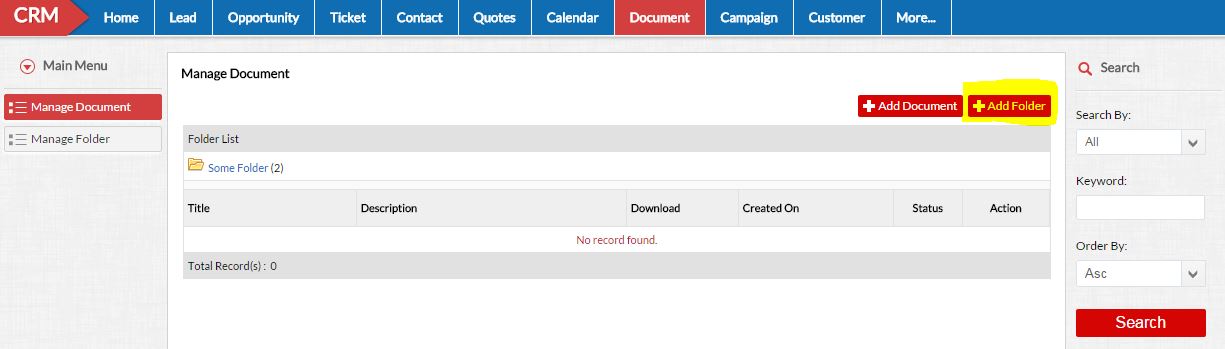 CRM Home Lead Opportunity Ticket Contact Quotes Calendar Document Campaign Customer More...
Main Menu
Manage Document
Manage Folder
Manage Document
Add Document Add Folder
Folder List
Some Folder (2)
Title Description Download Created On Status Action
No record found.
Total Record(s) : 0
Search
Search By:
All
Keyword:
Order By:
Asc
Search